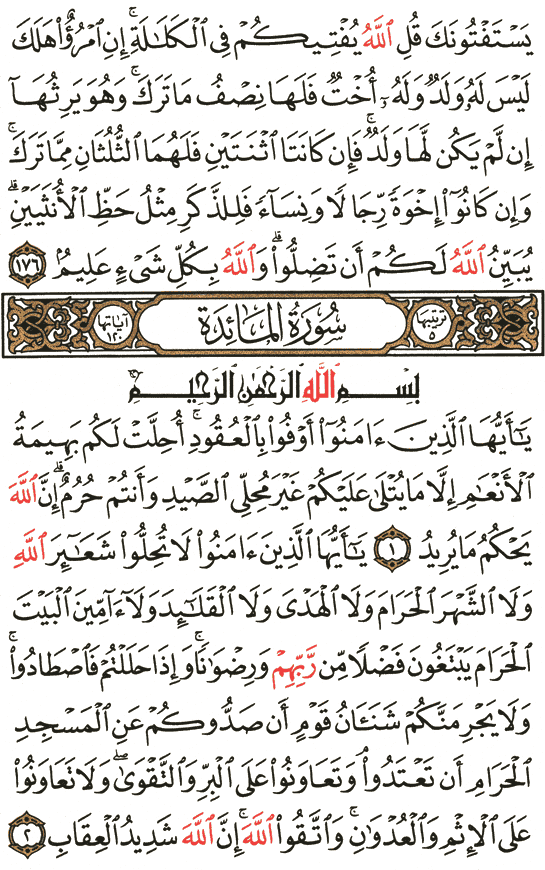 يَسْتَفْتُونَكَ قُلِ ٱللَّهُ يُفْتِيكُمْ فِى ٱلْكَلَٰلَةِ ۚ إِنِ ٱمْرُؤٌا۟ هَلَكَ
لَيْسَ لَهُۥ وَلَدٌ وَلَهُۥٓ أُخْتٌ فَلَهَا نِصْفُ مَا تَرَكَ ۚ وَهُوَ يَرِثُهَآ
إِن لَّمْ يَكُن لَّهَا وَلَدٌ ۚ فَإِن كَانَتَا ٱثْنَتَيْنِ فَلَهُمَا ٱلثُّلُثَانِ مِمَّا تَرَكَ ۚ
وَإِن كَانُوٓا۟ إِخْوَةً رِّجَالًا وَنِسَآءً فَلِلذَّكَرِ مِثْلُ حَظِّ ٱلْأُنثَيَيْنِ ۗ
يُبَيِّنُ ٱللَّهُ لَكُمْ أَن تَضِلُّوا۟ ۗ وَٱللَّهُ بِكُلِّ شَىْءٍ عَلِيمٌۢ ١٧٦
ترتيبها ٥ سُورَةُ المَائِدَة آياتها ١٢٠
بِسْمِ ٱللَّهِ ٱلرَّحْمَٰنِ ٱلرَّحِيمِ
يَٰٓأَيُّهَا ٱلَّذِينَ ءَامَنُوٓا۟ أَوْفُوا۟ بِٱلْعُقُودِ ۚ أُحِلَّتْ لَكُم بَهِيمَةُ
ٱلْأَنْعَٰمِ إِلَّا مَا يُتْلَىٰ عَلَيْكُمْ غَيْرَ مُحِلِّى ٱلصَّيْدِ وَأَنتُمْ حُرُمٌ ۗ إِنَّ ٱللَّهَ
يَحْكُمُ مَا يُرِيدُ ١ يَٰٓأَيُّهَا ٱلَّذِينَ ءَامَنُوا۟ لَا تُحِلُّوا۟ شَعَٰٓئِرَ ٱللَّهِ
وَلَا ٱلشَّهْرَ ٱلْحَرَامَ وَلَا ٱلْهَدْىَ وَلَا ٱلْقَلَٰٓئِدَ وَلَآ ءَآمِّينَ ٱلْبَيْتَ
ٱلْحَرَامَ يَبْتَغُونَ فَضْلًا مِّن رَّبِّهِمْ وَرِضْوَٰنًا ۚ وَإِذَا حَلَلْتُمْ فَٱصْطَادُوا۟ ۚ
وَلَا يَجْرِمَنَّكُمْ شَنَـَٔانُ قَوْمٍ أَن صَدُّوكُمْ عَنِ ٱلْمَسْجِدِ
ٱلْحَرَامِ أَن تَعْتَدُوا۟ ۘ وَتَعَاوَنُوا۟ عَلَى ٱلْبِرِّ وَٱلتَّقْوَىٰ ۖ وَلَا تَعَاوَنُوا۟
عَلَى ٱلْإِثْمِ وَٱلْعُدْوَٰنِ ۚ وَٱتَّقُوا۟ ٱللَّهَ ۖ إِنَّ ٱللَّهَ شَدِيدُ ٱلْعِقَابِ ٢